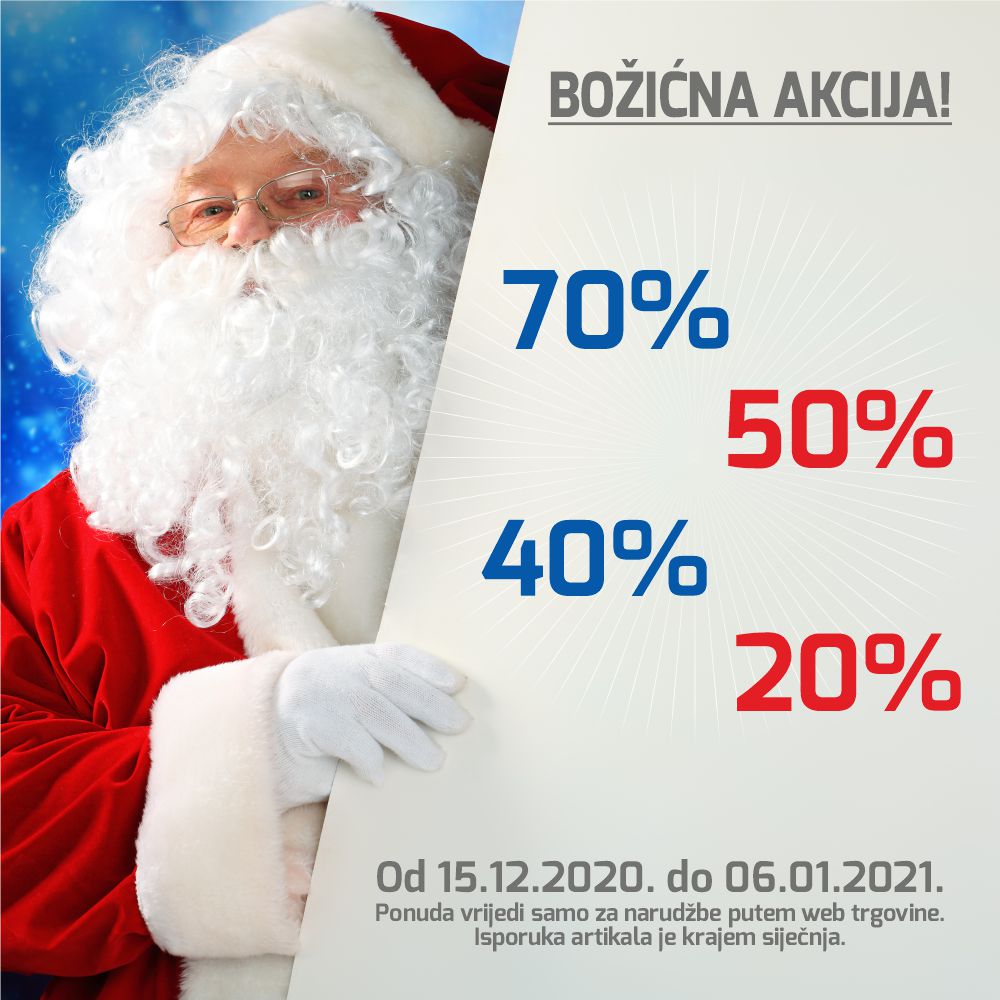 BOŽIĆNA AKCIJA!
70%
50%
40%
20%
Od 15.12.2020. do 06.01.2021.
Ponuda vrijedi samo za narudžbe putem web trgovine.
Isporuka artikala je krajem siječnja.